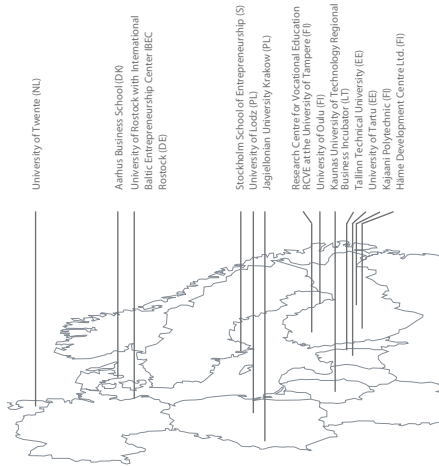 University of Twente (NL)
Aarhus Business School (DK)
University of Rostock with International
Baltic Entrepreneurship Center IBEC
Rostock (DE)
Stockholm School of Entrepreneurship (S)
University of Lodz (PL)
Jagiellonian University Krakow (PL)
Research Centre for Vocational Education
RCVE at the University of Tampere (FI)
University of Oulu (FI)
Kaunas University of Technology Regional
Business Incubator (LT)
Tallinn Technical University (EE)
University of Tartu (EE)
Kajaani Polytechnic (FI)
Häme Development Centre Ltd. (FI)